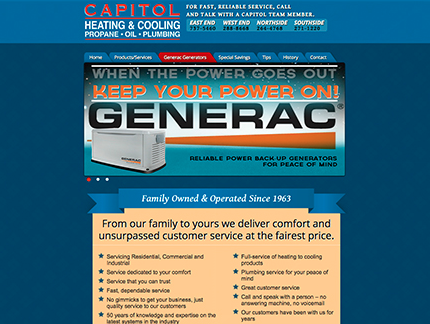 CAPITOL
HEATING & COOLING
PROPANE • OIL • PLUMBING
FOR FAST, RELIABLE SERVICE, CALL
AND TALK WITH A CAPITOL TEAM MEMBER.
EAST END WEST END NORTHSIDE SOUTHSIDE
Home Products/Services Generac Generators Special Savings Tips History Contact
WHEN THE POWER GOES OUT
KEEP YOUR POWER ON!
GENERAC®
GENERAC
RELIABLE POWER BACK-UP GENERATORS
FOR PEACE OF MIND
Family Owned & Operated Since 1963
From our family to yours we deliver comfort and
unsurpassed customer service at the fairest price.
Servicing Residential, Commercial and
Industrial
Service dedicated to your comfort
Service that you can trust
Fast, dependable service
No gimmicks to get your business, just
quality service to our customers
50 years of knowledge and expertise on the
latest systems in the industry
Full-service of heating to cooling
products
Plumbing service for your peace of
mind
Great customer service
Call and speak with a person – no
answering machine, no voicemail
Our customers have been with us for
years